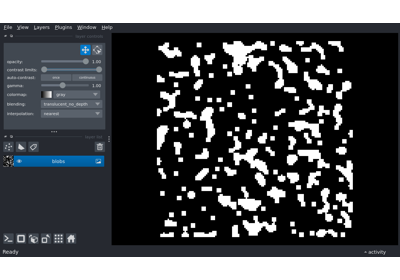 File View Layers Plugins Window Help
layer controls
opacity: 1.00
contrast limits:
auto-contrast: once continuous
gamma: 1.00
colormap: gray
blending: translucent_no_depth
interpolation: nearest
layer list
blobs
Ready activity